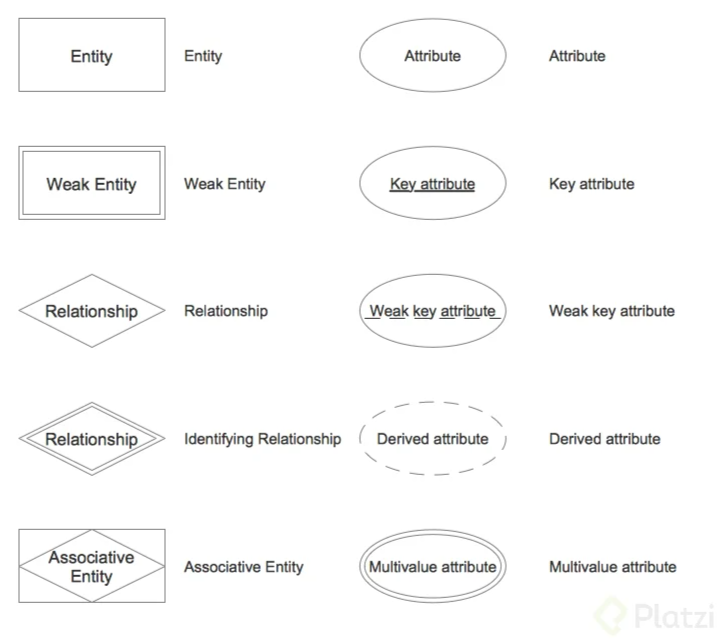 Entity
Entity
Attribute
Attribute
Weak Entity
Weak Entity
Key attribute
Key attribute
Relationship
Relationship
Weak key attribute
Weak key attribute
Relationship
Identifying Relationship
Derived attribute
Derived attribute
Associative
Entity
Associative Entity
Multivalue attribute
Multivalue attribute
Platzi